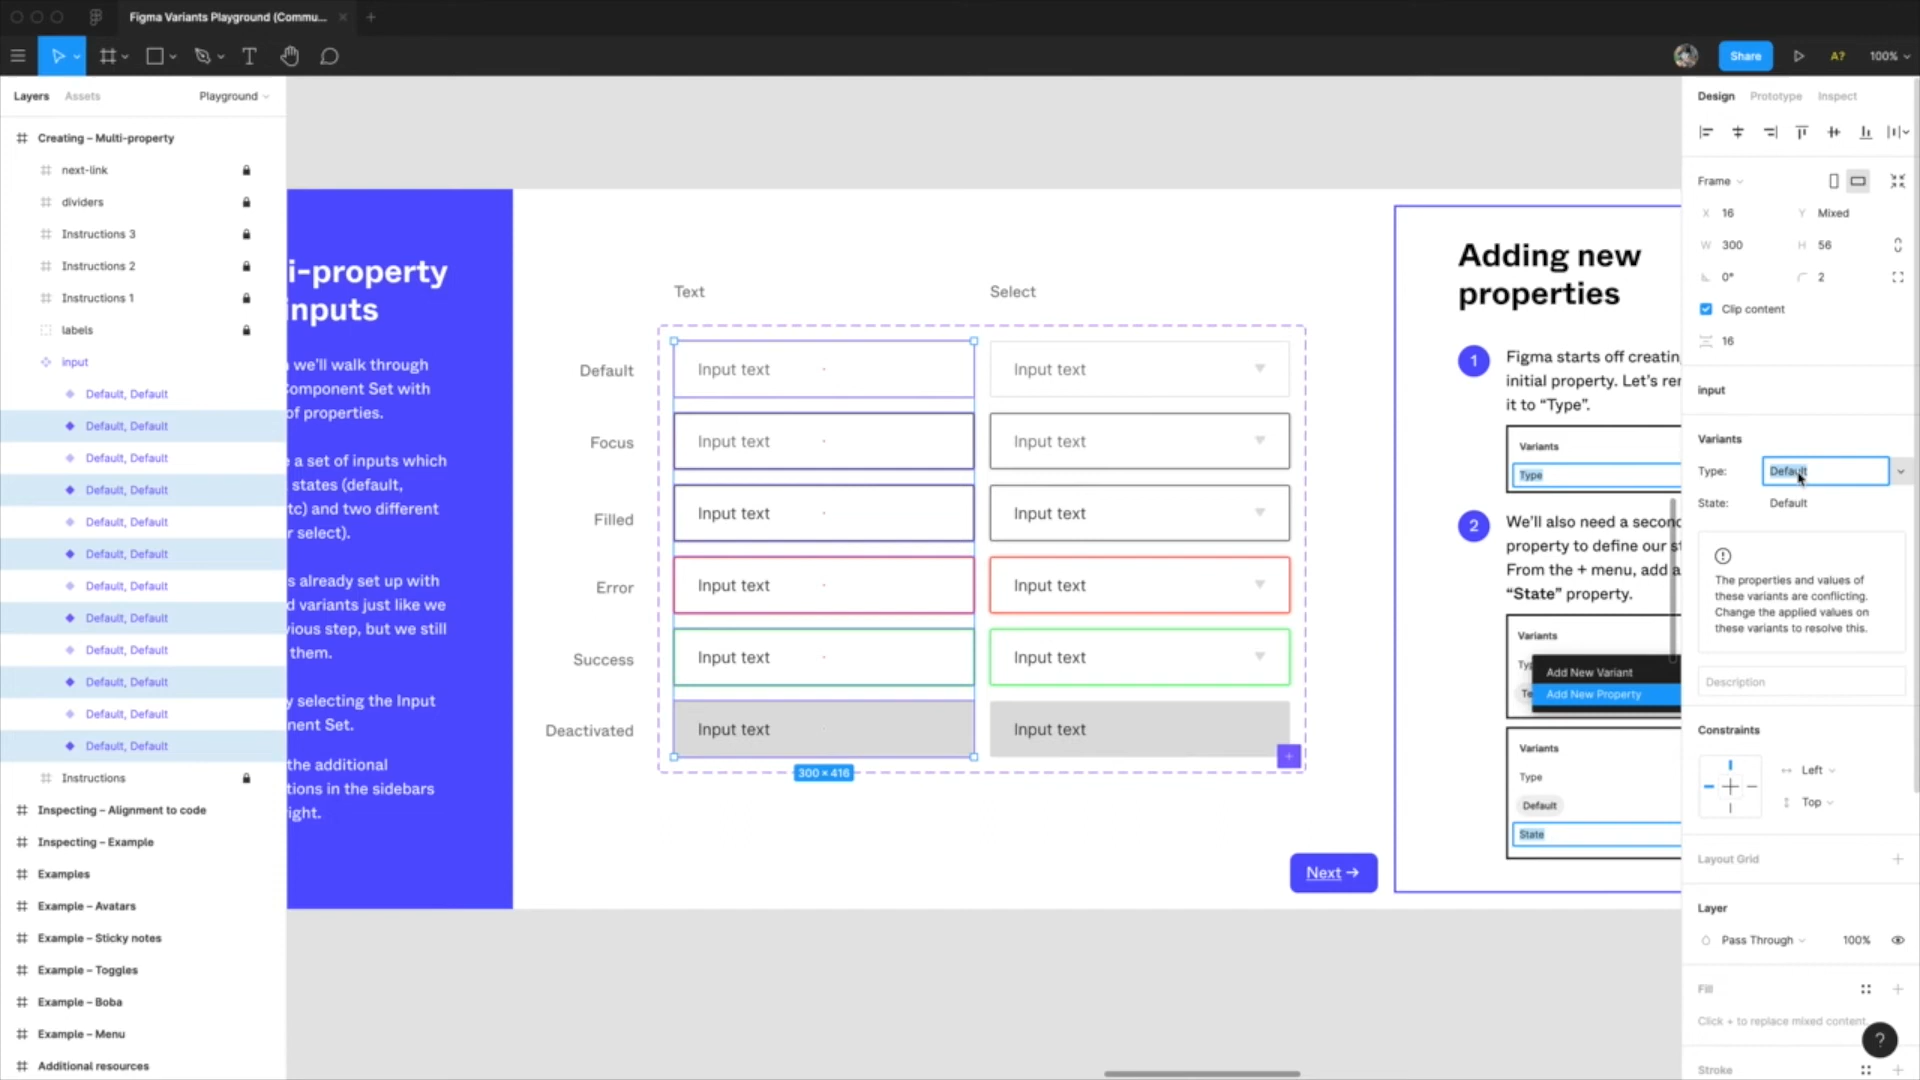 Figma Variants Playground (Commu...
Share
A?
100%
Layers
Assets
Playground
Creating – Multi-property
next-link
dividers
Instructions 3
Instructions 2
Instructions 1
labels
input
Default, Default
Default, Default
Default, Default
Default, Default
Default, Default
Default, Default
Default, Default
Default, Default
Default, Default
Default, Default
Default, Default
Default, Default
Instructions
Inspecting – Alignment to code
Inspecting – Example
Examples
Example – Avatars
Example – Sticky notes
Example – Toggles
Example – Boba
Example – Menu
Additional resources
i-property
inputs
we'll walk through
Component Set with
of properties.
a set of inputs which
states (default,
tc) and two different
r select).
s already set up with
d variants just like we
vious step, but we still
them.
y selecting the Input
nent Set.
the additional
tions in the sidebars
ight.
Text
Select
Default
Input text
Input text
Focus
Input text
Input text
Filled
Input text
Input text
Error
Input text
Input text
Success
Input text
Input text
Deactivated
Input text
Input text
300 × 416
Next →
Adding new
properties
1
Figma starts off creatin
initial property. Let's re
it to "Type".
Variants
Type
2
We'll also need a second
property to define our st
From the + menu, add a
"State" property.
Variants
Typ
Te
Add New Variant
Add New Property
Variants
Type
Default
State
Design
Prototype
Inspect
Frame
X 16
Y Mixed
W 300
H 56
0°
2
Clip content
16
input
Variants
Type: Default
State: Default
The properties and values of
these variants are conflicting.
Change the applied values on
these variants to resolve this.
Description
Constraints
Left
Top
Layout Grid
Layer
Pass Through
100%
Fill
Click + to replace mixed content.
Stroke
?